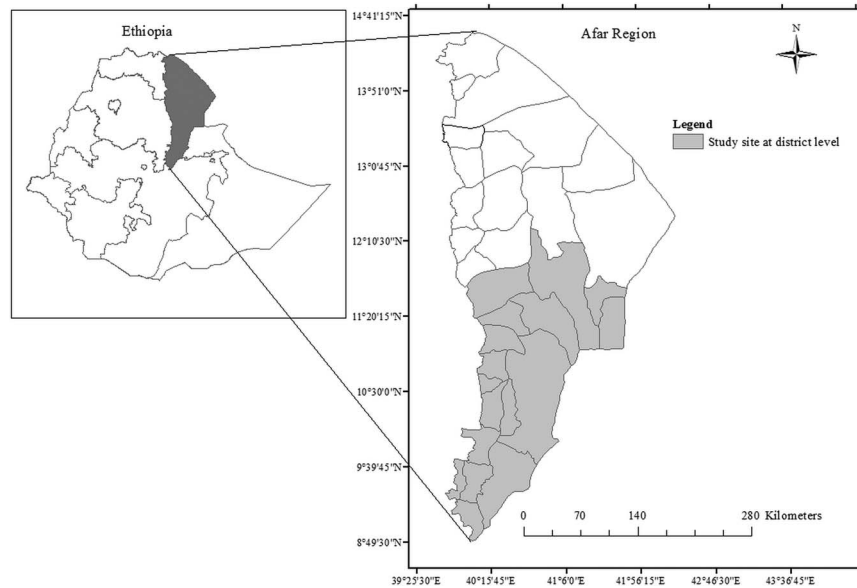 Ethiopia
Afar Region
N
Legend
Study site at district level
14°41'15"N
13°51'0"N
13°0'45"N
12°10'30"N
11°20'15"N
10°30'0"N
9°39'45"N
8°49'30"N
0 70 140 280 Kilometers
39°25'30"E 40°15'45"E 41°6'0"E 41°56'15"E 42°46'30"E 43°36'45"E